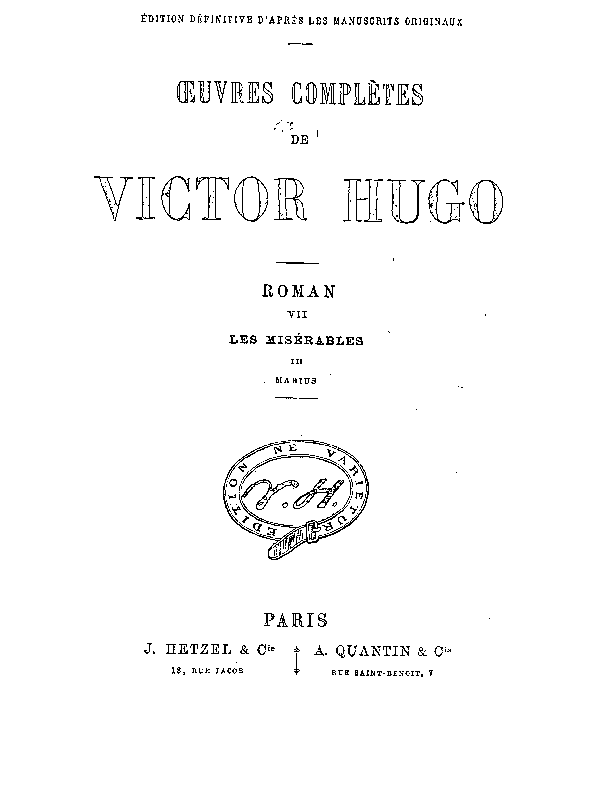 ÉDITION DÉFINITIVE D'APRÈS LES MANUSCRITS ORIGINAUX
ŒUVRES COMPLÈTES
DE
VICTOR HUGO
ROMAN
VII
LES MISÉRABLES
III
MARIUS
EDITION NE VARIETUR
V.H.
PARIS
J. HETZEL & Cie
A. QUANTIN & Cie
18, RUE JACOB
RUE SAINT-BENOIT, 7